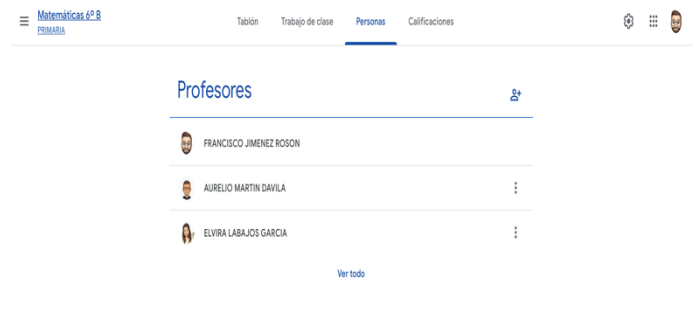 Matemáticas 6º B
PRIMARIA
Tablón Trabajo de clase Personas Calificaciones
Profesores
FRANCISCO JIMENEZ ROSON
AURELIO MARTIN DAVILA
ELVIRA LABAJOS GARCIA
Ver todo